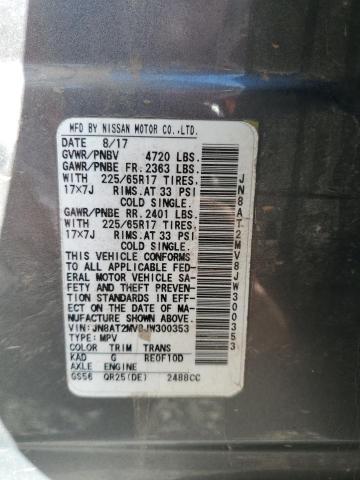 MFD BY NISSAN MOTOR CO.,LTD.
DATE 8/17
GVWR/PNBV 4720 LBS.
GAWR/PNBE FR. 2363 LBS.
WITH 225/65R17 TIRES.
17×7J RIMS. AT 33 PSI
COLD SINGLE.
GAWR/PNBE RR. 2401 LBS.
WITH 225/65R17 TIRES.
17×7J RIMS. AT 33 PSI
COLD SINGLE.
THIS VEHICLE CONFORMS
TO ALL APPLICABLE FED-
ERAL MOTOR VEHICLE SA-
FETY AND THEFT PREVEN-
TION STANDARDS IN EFF-
ECT ON THE DATE OF MA-
NUFACTURE SHOWN ABOVE.
VIN: JN8AT2MV8JW300353
TYPE: MPV
COLOR TRIM TRANS
KAD G RE0F10D
AXLE ENGINE
GS56 QR25(DE) 2488CC
JN8AT2MV8JW300353